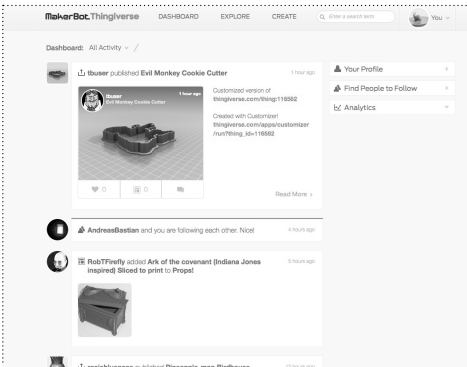 MakerBot Thingiverse DASHBOARD EXPLORE CREATE Enter a search term You
Dashboard: All Activity /
tbuser published Evil Monkey Cookie Cutter 1 hour ago
tbuser 1 hour ago
Evil Monkey Cookie Cutter
Customized version of
thingiverse.com/thing:116562
Created with Customizer!
thingiverse.com/apps/customizer
/run?thing_id=116562
0 0
Read More
Your Profile
Find People to Follow
Analytics
AndreasBastian and you are following each other. Nice! 4 hours ago
RobTFirefly added Ark of the covenant (Indiana Jones 5 hours ago
inspired) Sliced to print to Props!